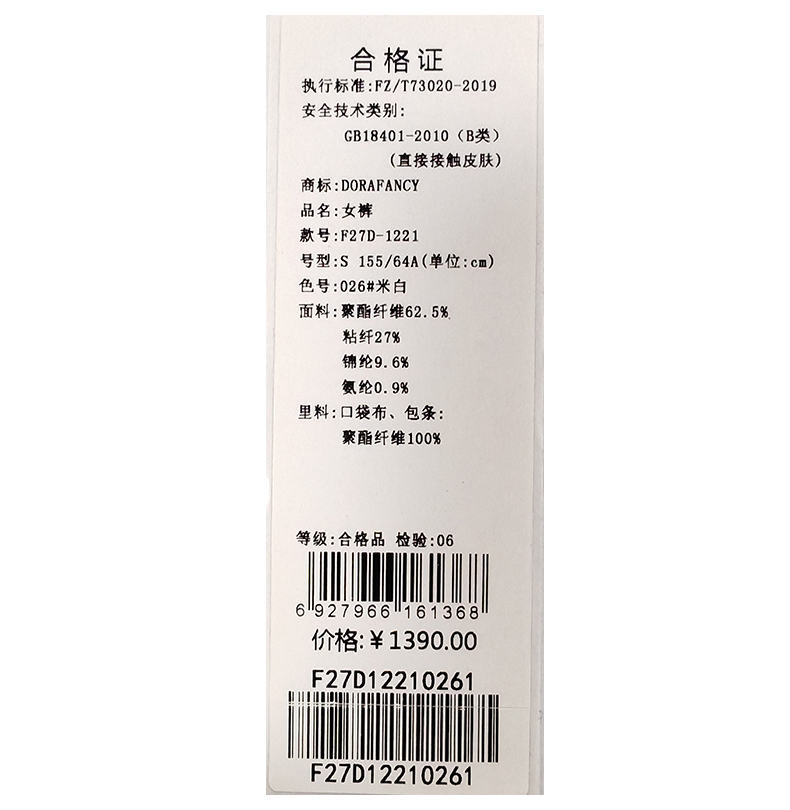 合格证
执行标准:FZ/T73020-2019
安全技术类别:
GB18401-2010（B类）
(直接接触皮肤)
商标:DORAFANCY
品名:女裤
款号:F27D-1221
号型:S 155/64A(单位:cm)
色号:026#米白
面料:聚酯纤维62.5%
粘纤27%
锦纶9.6%
氨纶0.9%
里料:口袋布、包条:
聚酯纤维100%
等级:合格品 检验:06
6 927966 161368
价格:￥1390.00
F27D12210261
F27D12210261